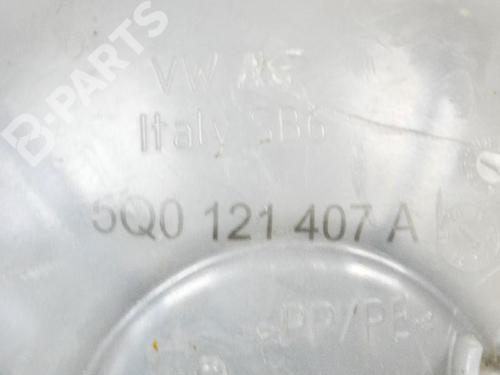 B-PARTS
VW AG
Italy SB6
5Q0 121 407 A
>PP/PE<